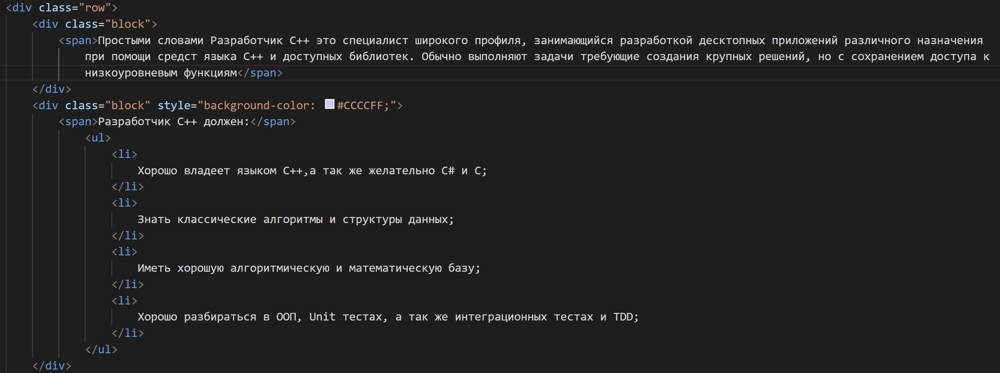 <div class="row">
<div class="block">
<span>Простыми словами Разработчик C++ это специалист широкого профиля, занимающийся разработкой десктопных приложений различного назначения
при помощи средст языка C++ и доступных библиотек. Обычно выполняют задачи требующие создания крупных решений, но с сохранением доступа к
низкоуровневым функциям</span>
</div>
<div class="block" style="background-color: #CCCCFF;">
<span>Разработчик C++ должен:</span>
<ul>
<li>
Хорошо владеет языком C++,а так же желательно C# и C;
</li>
<li>
Знать классические алгоритмы и структуры данных;
</li>
<li>
Иметь хорошую алгоритмическую и математическую базу;
</li>
<li>
Хорошо разбираться в ООП, Unit тестах, а так же интеграционных тестах и TDD;
</li>
</ul>
</div>